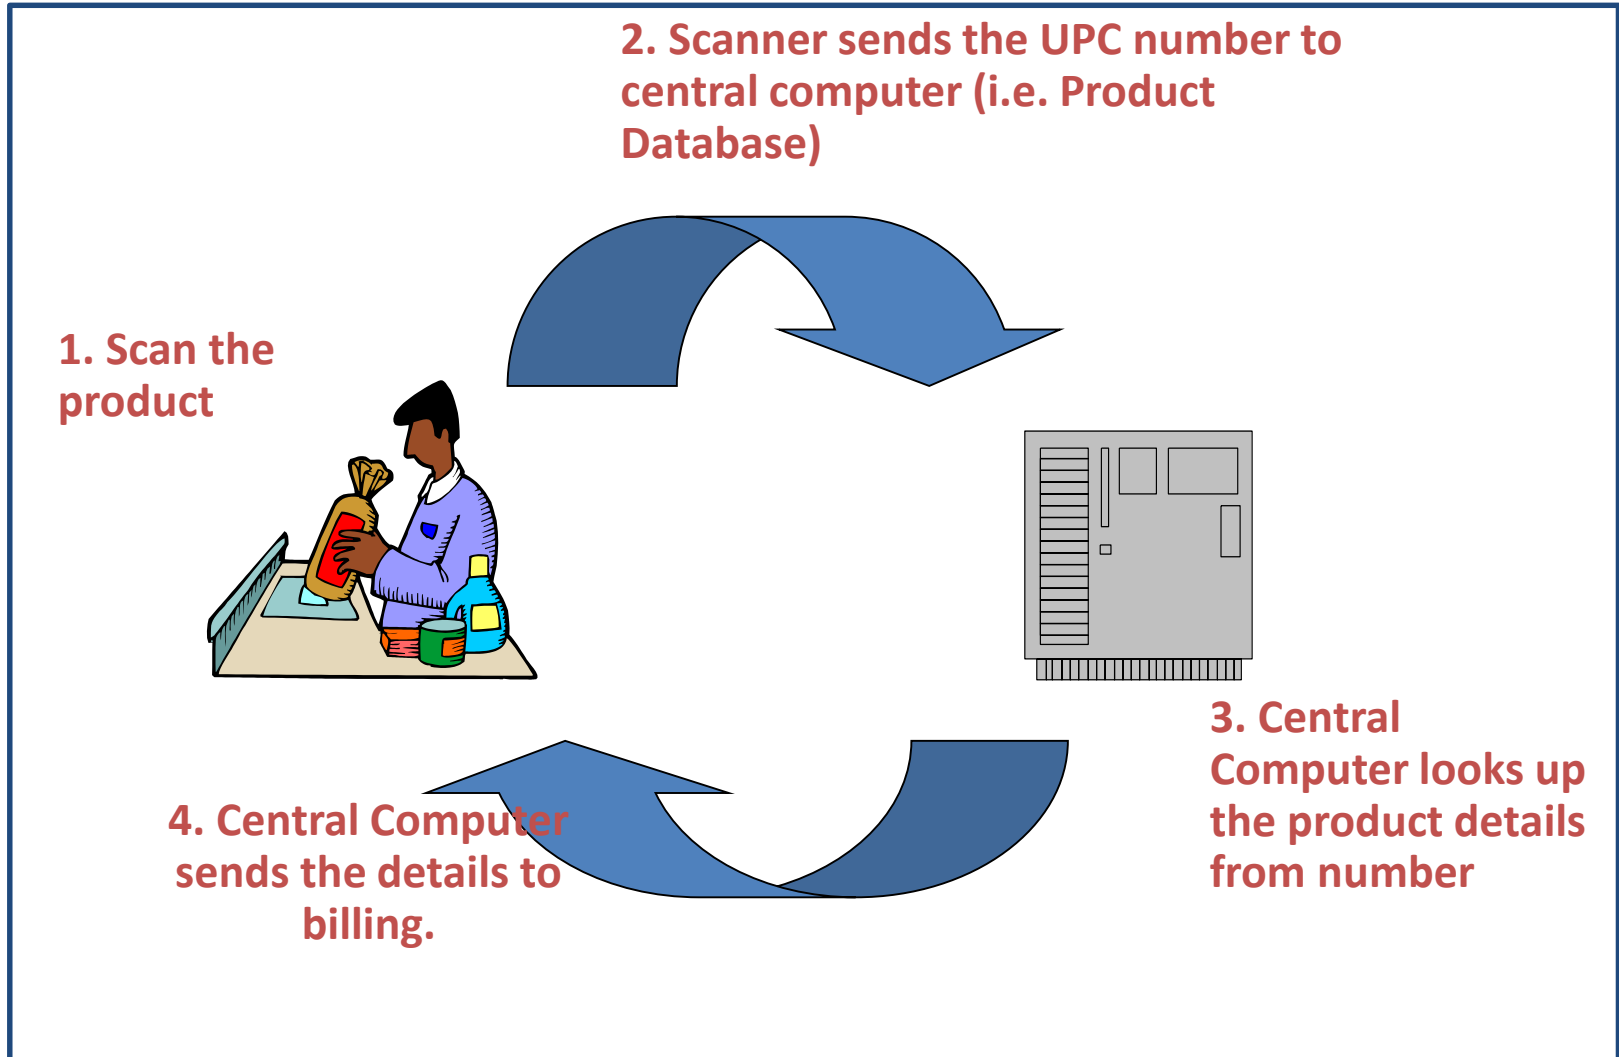 2. Scanner sends the UPC number to
central computer (i.e. Product
Database)
1. Scan the
product
3. Central
Computer looks up
the product details
from number
4. Central Computer
sends the details to
billing.